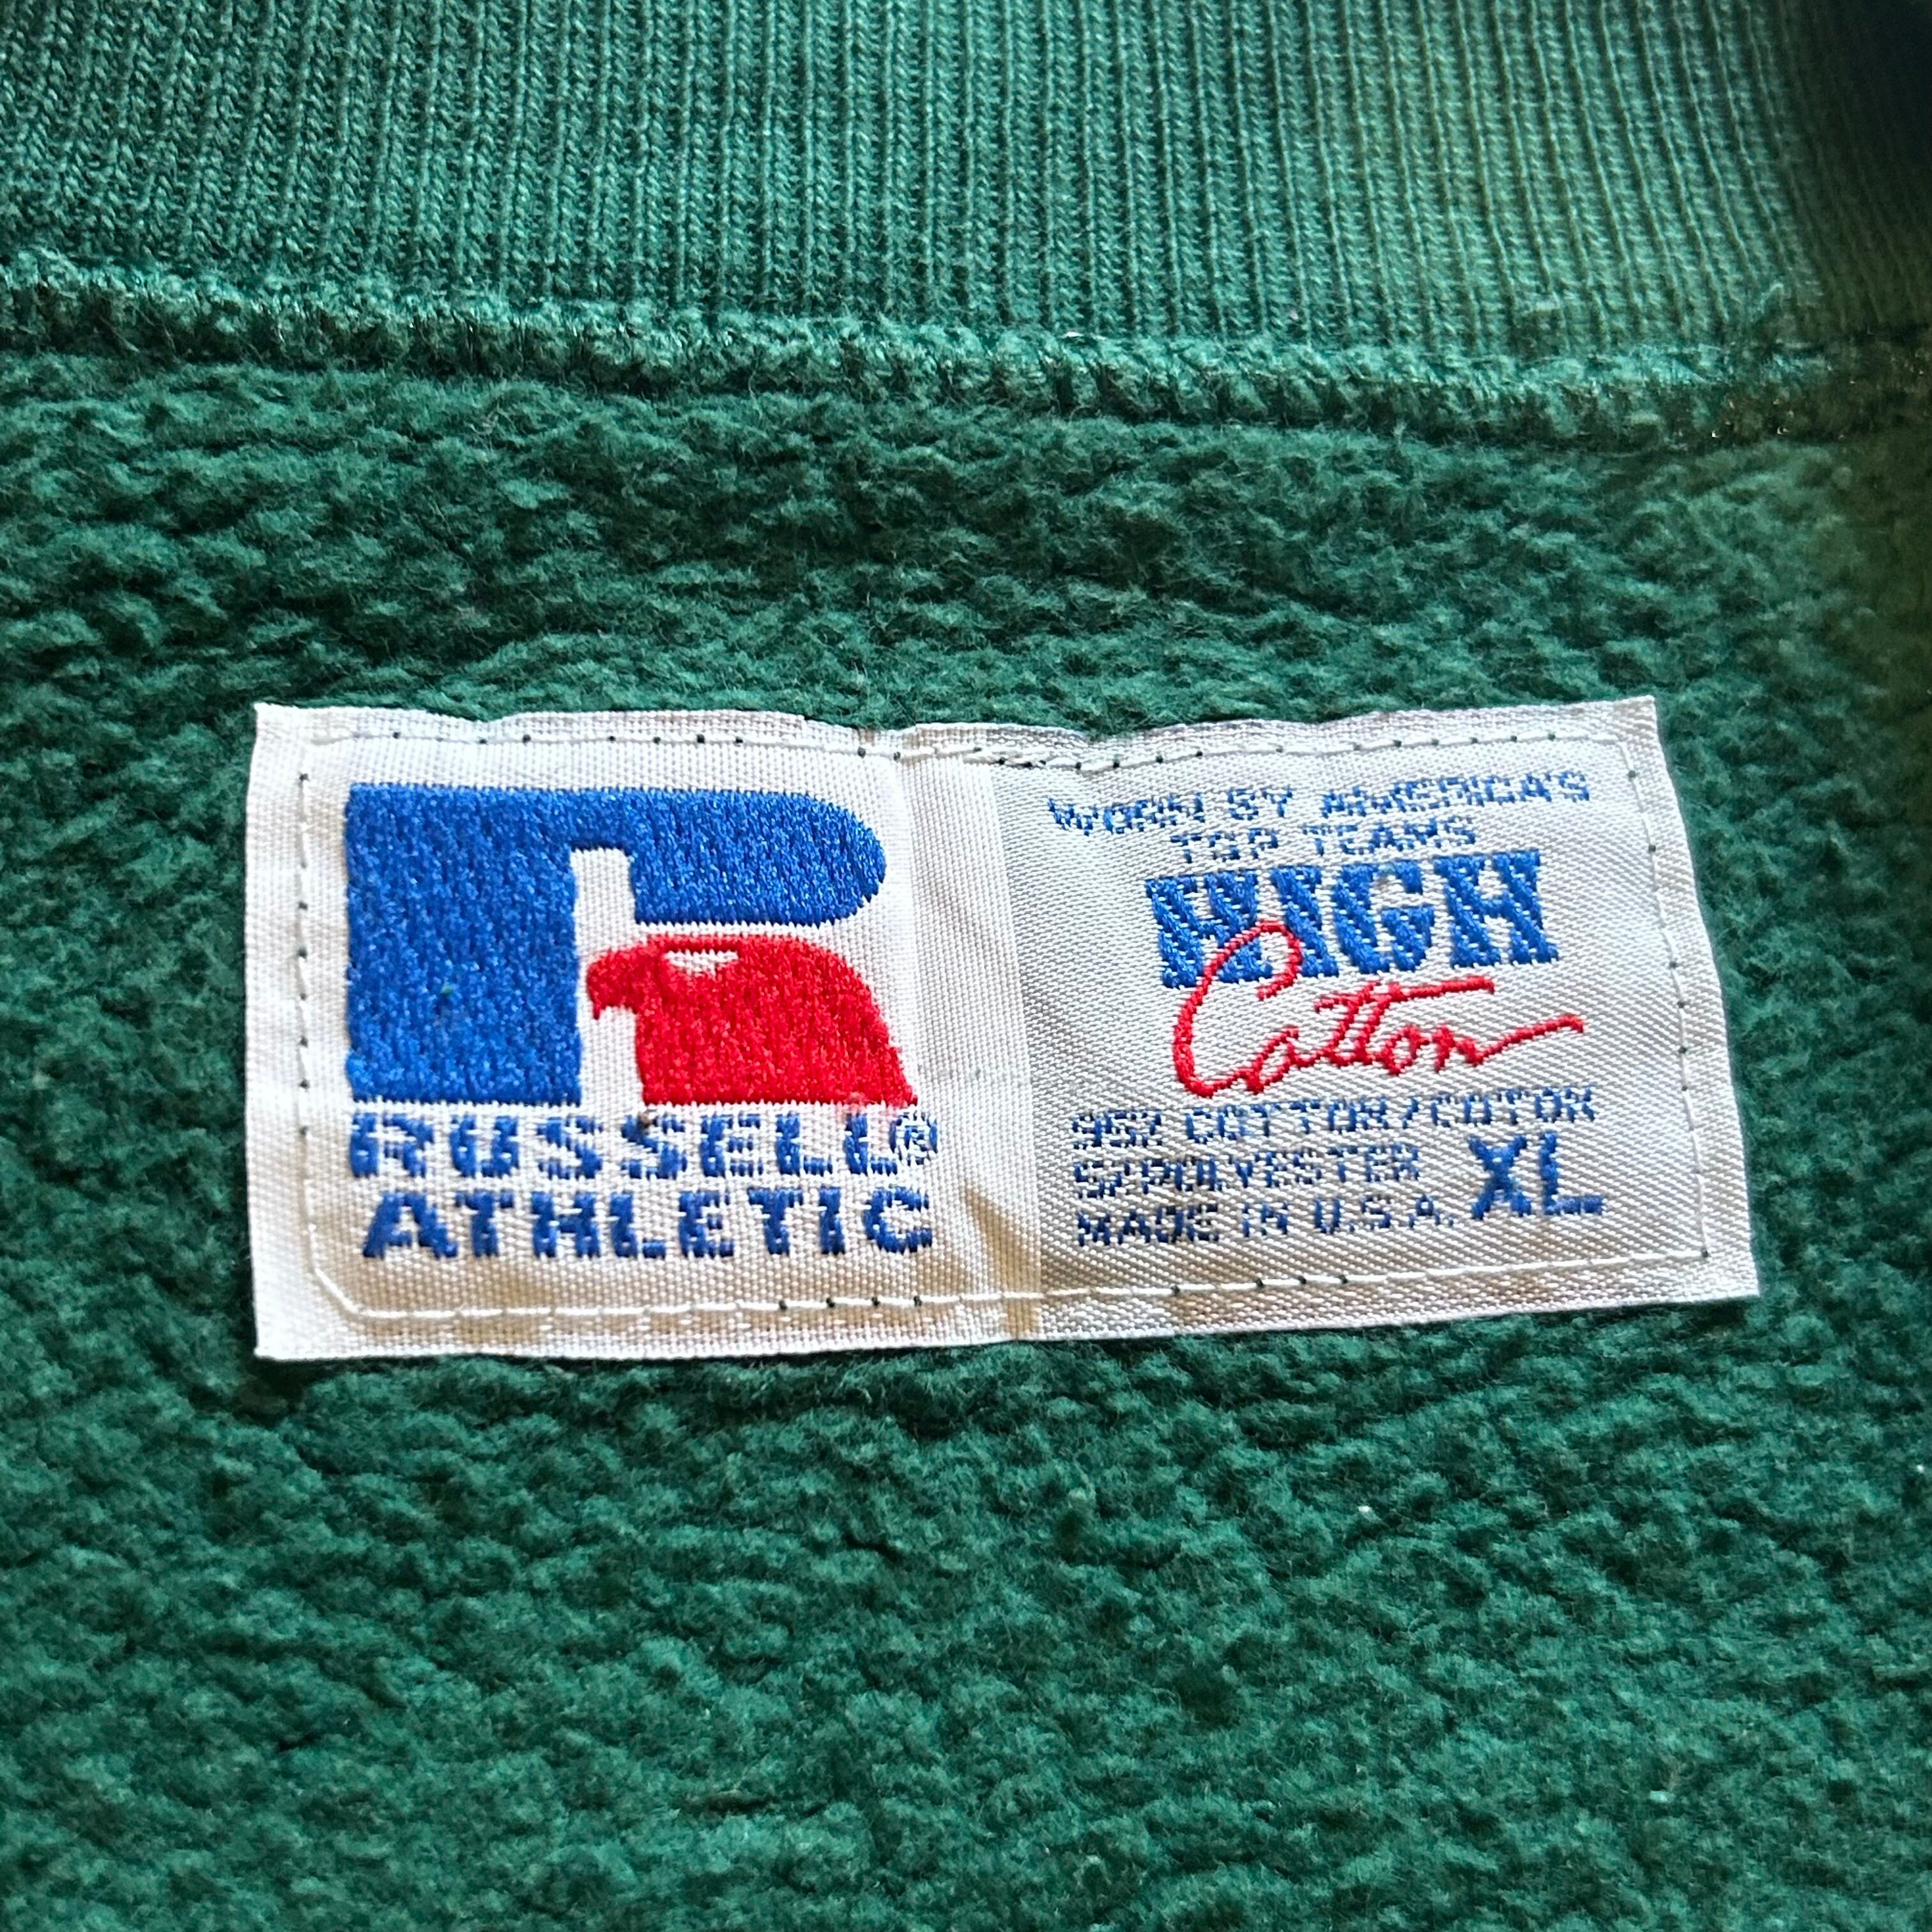 RUSSELL®
ATHLETIC
WORN BY AMERICA'S
TOP TEAMS
HIGH
Cotton
95% COTTON/COTON
5% POLYESTER
MADE IN U.S.A. XL